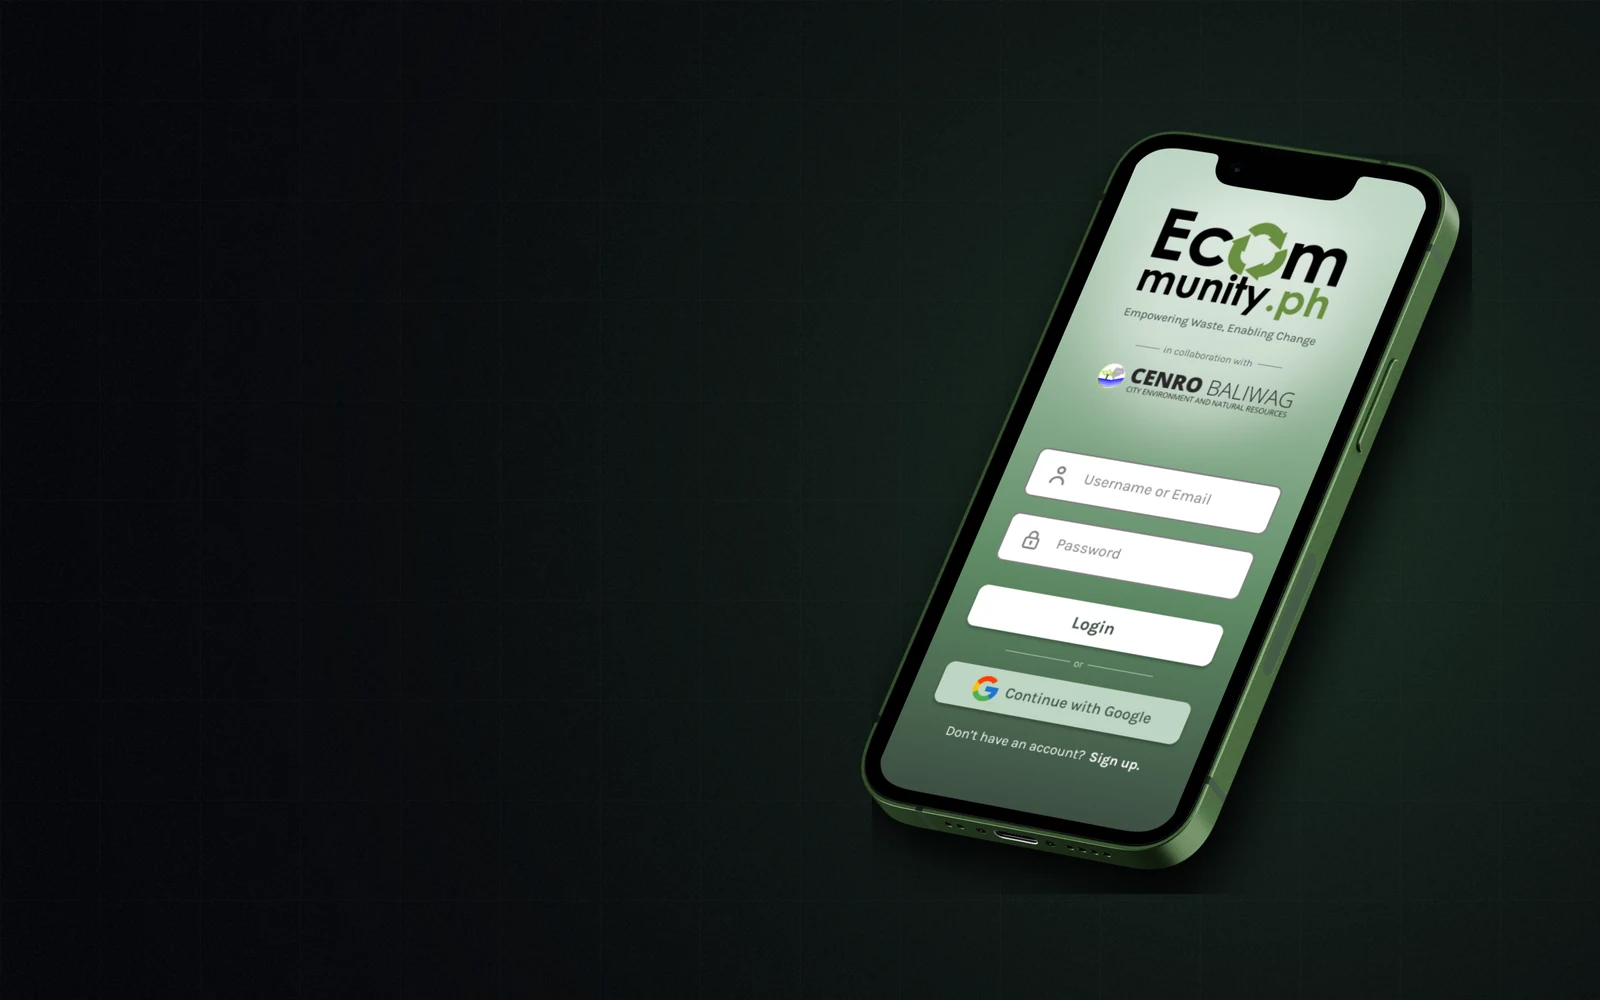 Ecom
munity.ph
Empowering Waste, Enabling Change
in collaboration with
CENRO BALIWAG
CITY ENVIRONMENT AND NATURAL RESOURCES
Username or Email
Password
Login
or
Continue with Google
Don't have an account? Sign up.